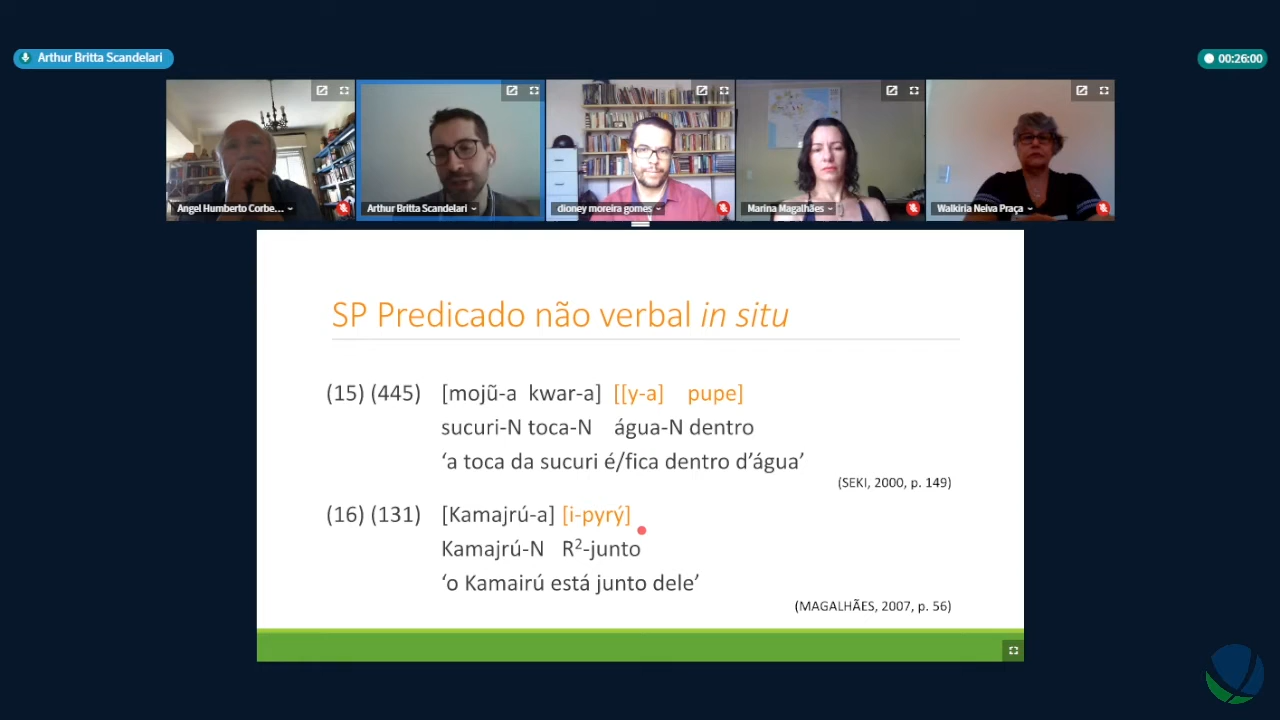 Arthur Britta Scandelari
00:26:00
Angel Humberto Corbe...
Arthur Britta Scandelari
dioney moreira gomes
Marina Magalhães
Walkiria Neiva Praça
SP Predicado não verbal in situ
(15) (445) [mojũ-a kwar-a] [[y-a] pupe]
sucuri-N toca-N água-N dentro
‘a toca da sucuri é/fica dentro d’água’
(SEKI, 2000, p. 149)
(16) (131) [Kamajrú-a] [i-pyrý]
Kamajrú-N R²-junto
‘o Kamairú está junto dele’
(MAGALHÃES, 2007, p. 56)